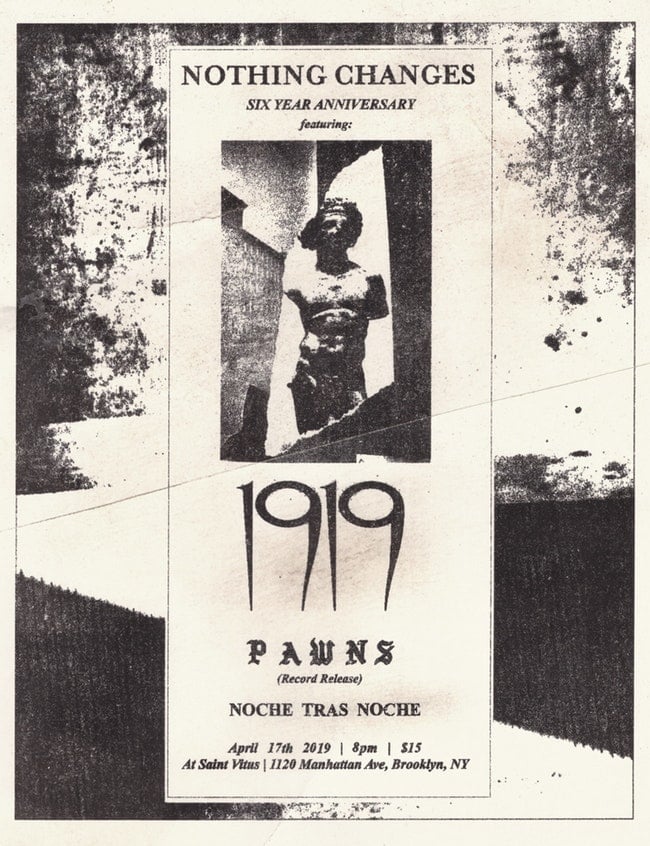 NOTHING CHANGES
SIX YEAR ANNIVERSARY
featuring:
1919
PAWNS
(Record Release)
NOCHE TRAS NOCHE
April 17th 2019 | 8pm | $15
At Saint Vitus | 1120 Manhattan Ave, Brooklyn, NY